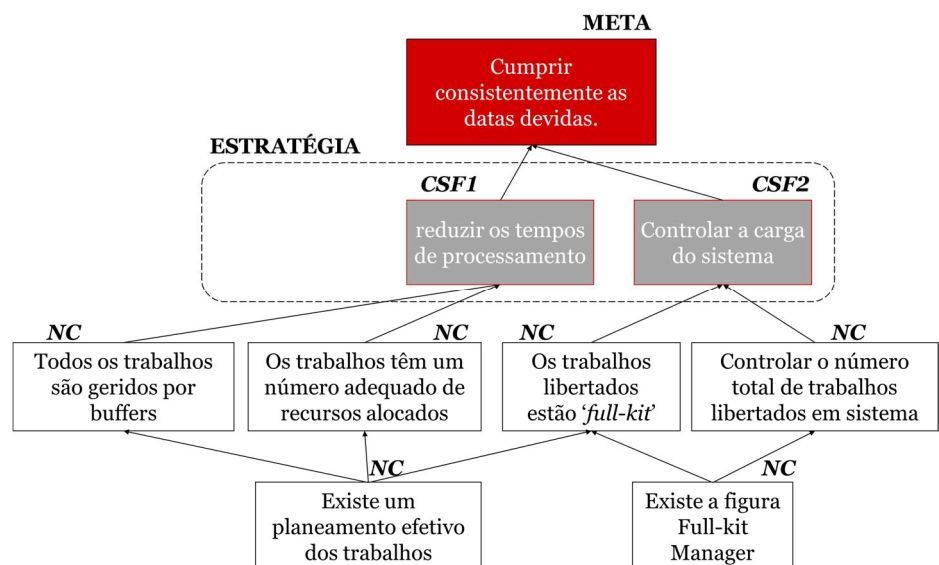 META
Cumprir
consistentemente as
datas devidas.
ESTRATÉGIA
CSF1
CSF2
reduzir os tempos
de processamento
Controlar a carga
do sistema
NC
NC
NC
NC
Todos os trabalhos
são geridos por
buffers
Os trabalhos têm um
número adequado de
recursos alocados
Os trabalhos
libertados
estão ‘full-kit’
Controlar o número
total de trabalhos
libertados em sistema
NC
NC
Existe um
planeamento efetivo
dos trabalhos
Existe a figura
Full-kit
Manager